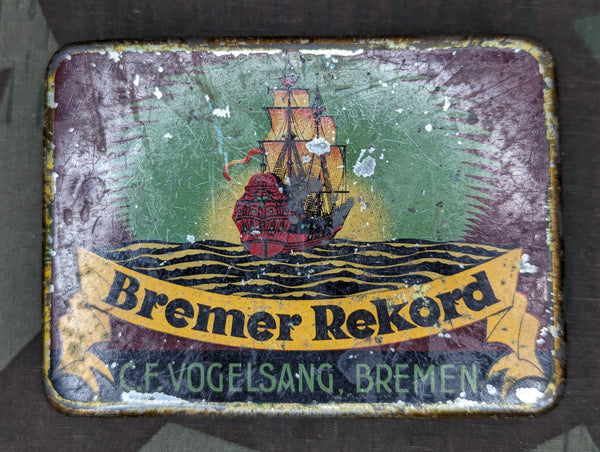 Bremer Rekord
C.F. VOGELSANG, BREMEN